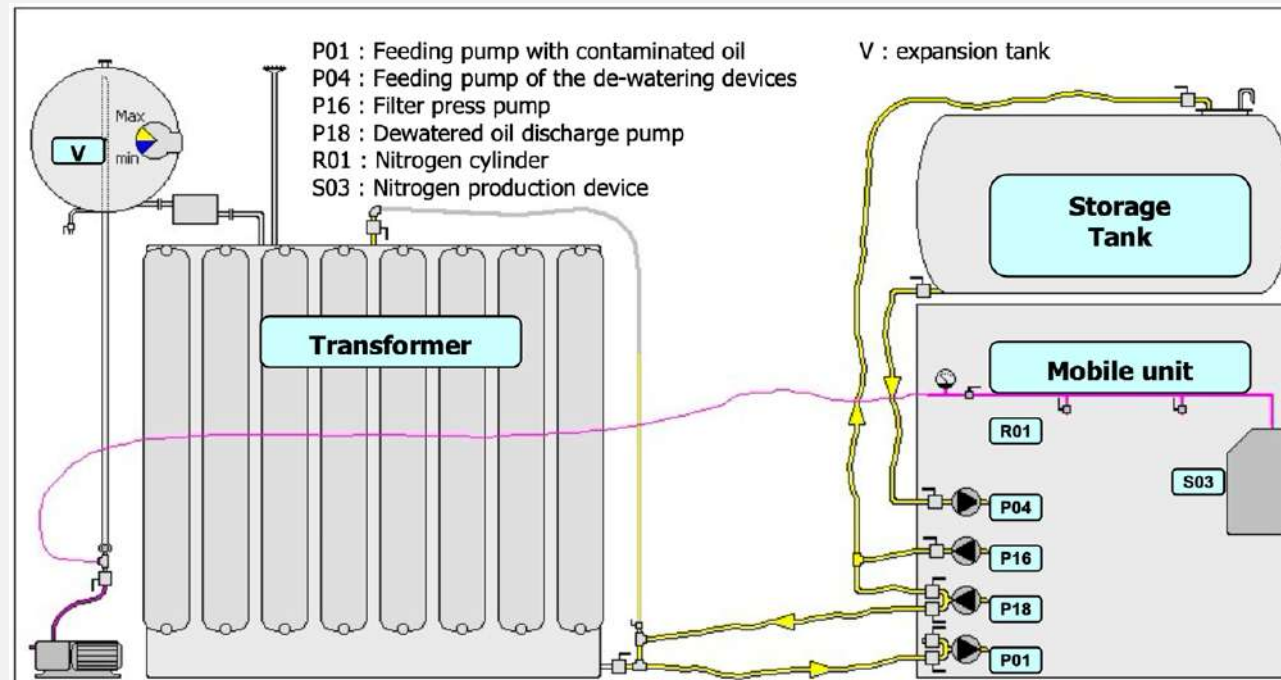 P01 : Feeding pump with contaminated oil
P04 : Feeding pump of the de-watering devices
P16 : Filter press pump
P18 : Dewatered oil discharge pump
R01 : Nitrogen cylinder
S03 : Nitrogen production device
V : expansion tank
Max
V
min
Storage
Tank
Transformer
Mobile unit
R01
S03
P04
P16
P18
P01